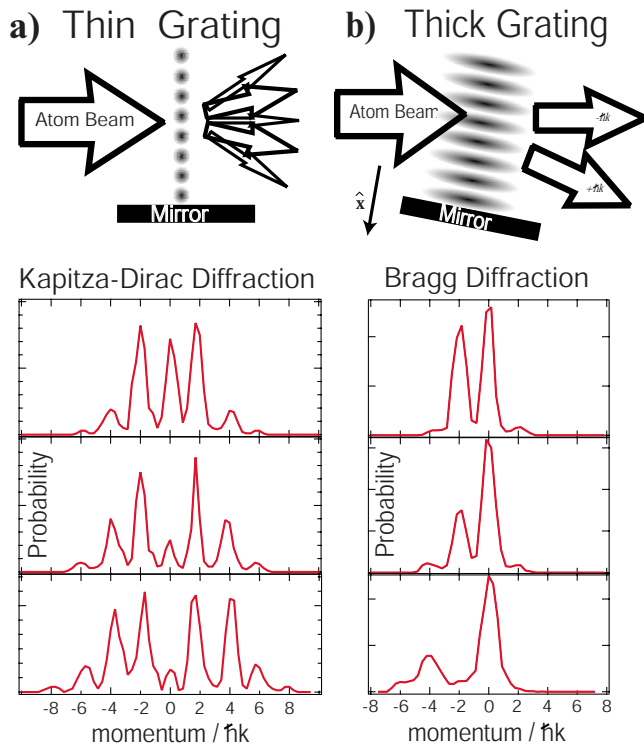 a) Thin Grating
Atom Beam
Mirror
b) Thick Grating
Atom Beam
-ħk
+ħk
x̂
Mirror
Kapitza-Dirac Diffraction
Probability
-8 -6 -4 -2 0 2 4 6 8
momentum / ħk
Bragg Diffraction
Probability
-8 -6 -4 -2 0 2 4 6 8
momentum / ħk